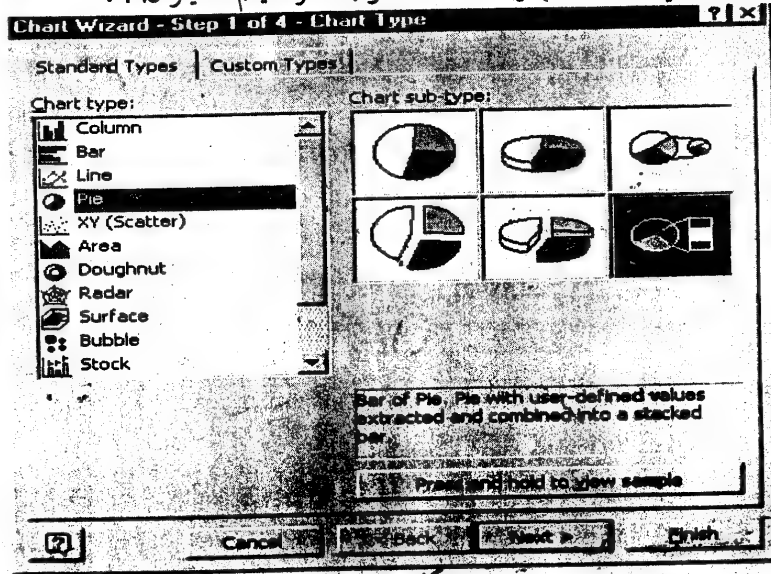 Chart Wizard - Step 1 of 4 - Chart Type
Standard Types
Custom Types
Chart type:
Column
Bar
Line
Pie
XY (Scatter)
Area
Doughnut
Radar
Surface
Bubble
Stock
Chart sub-type:
Bar of Pie. Pie with user-defined values
extracted and combined into a stacked
bar.
Press and hold to view sample
Cancel
< Back
Next >
Finish